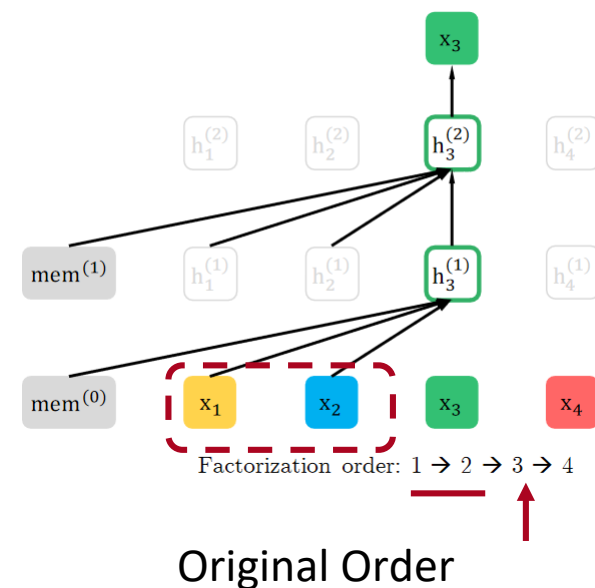 x₃
h₁⁽²⁾ h₂⁽²⁾ h₃⁽²⁾ h₄⁽²⁾
mem⁽¹⁾ h₁⁽¹⁾ h₂⁽¹⁾ h₃⁽¹⁾ h₄⁽¹⁾
mem⁽⁰⁾ x₁ x₂ x₃ x₄
Factorization order: 1 → 2 → 3 → 4
Original Order